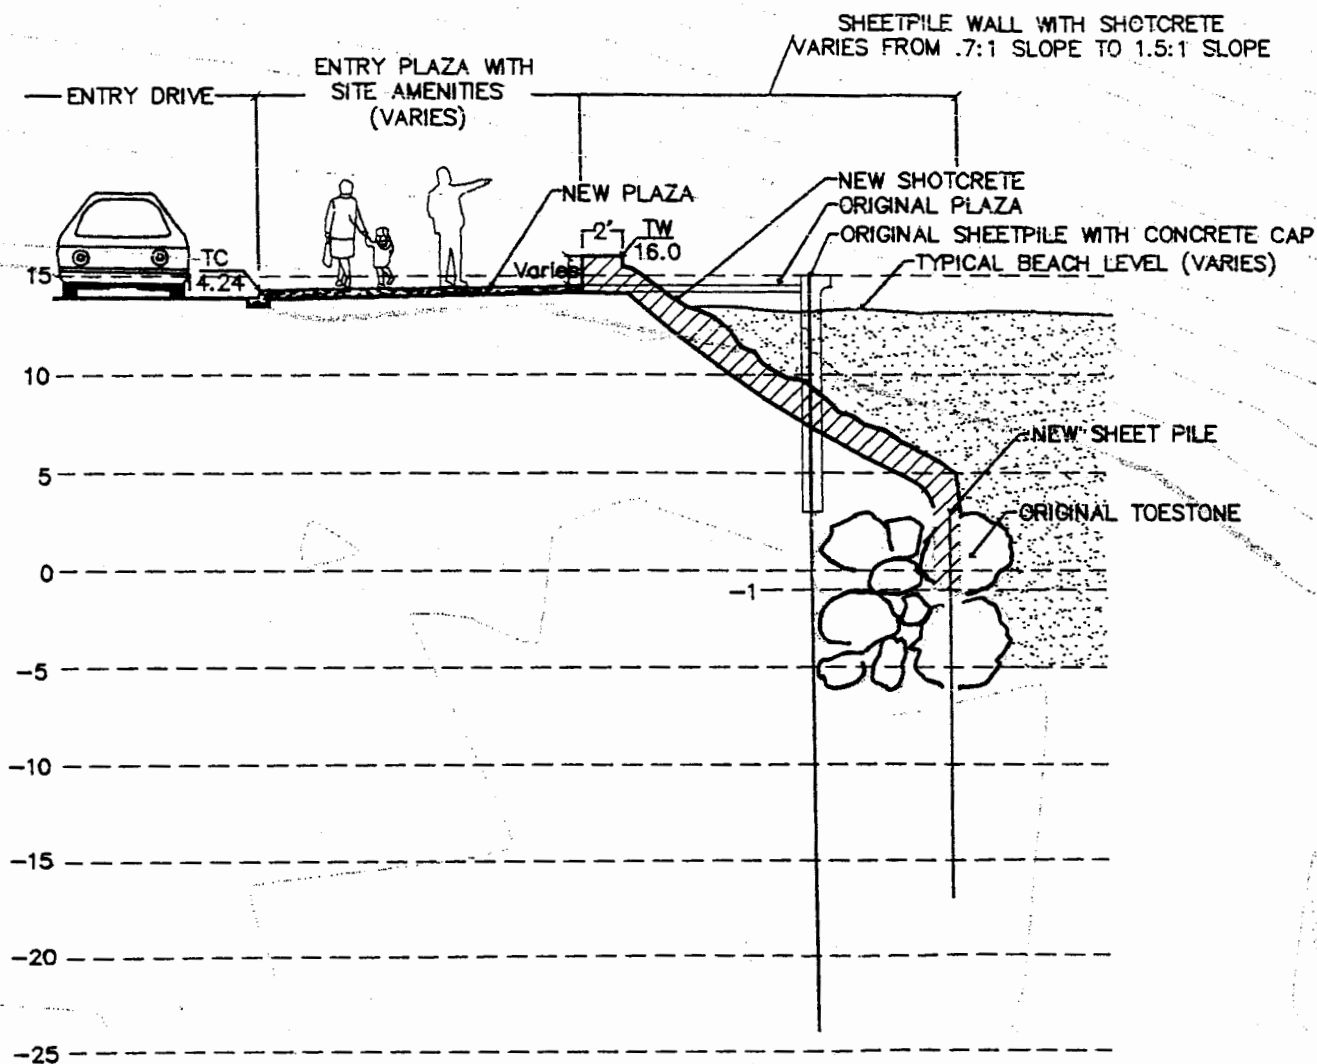 SHEETPILE WALL WITH SHOTCRETE
VARIES FROM .7:1 SLOPE TO 1.5:1 SLOPE
ENTRY DRIVE
ENTRY PLAZA WITH
SITE AMENITIES
(VARIES)
NEW PLAZA
NEW SHOTCRETE
ORIGINAL PLAZA
ORIGINAL SHEETPILE WITH CONCRETE CAP
TYPICAL BEACH LEVEL (VARIES)
2'
TW
16.0
TC
4.24
Varies
15
10
5
0
-1
-5
-10
-15
-20
-25
NEW SHEET PILE
ORIGINAL TOESTONE